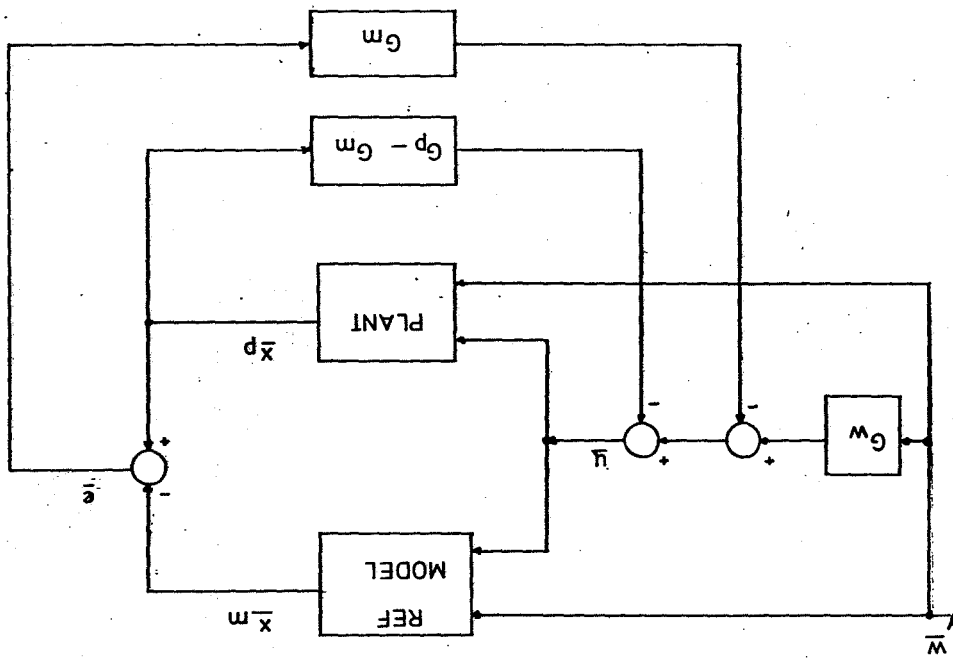 w̲
REF
MODEL
x̲m
e̲
-
+
Gw
+
-
+
-
u̲
PLANT
x̲p
Gp - Gm
Gm